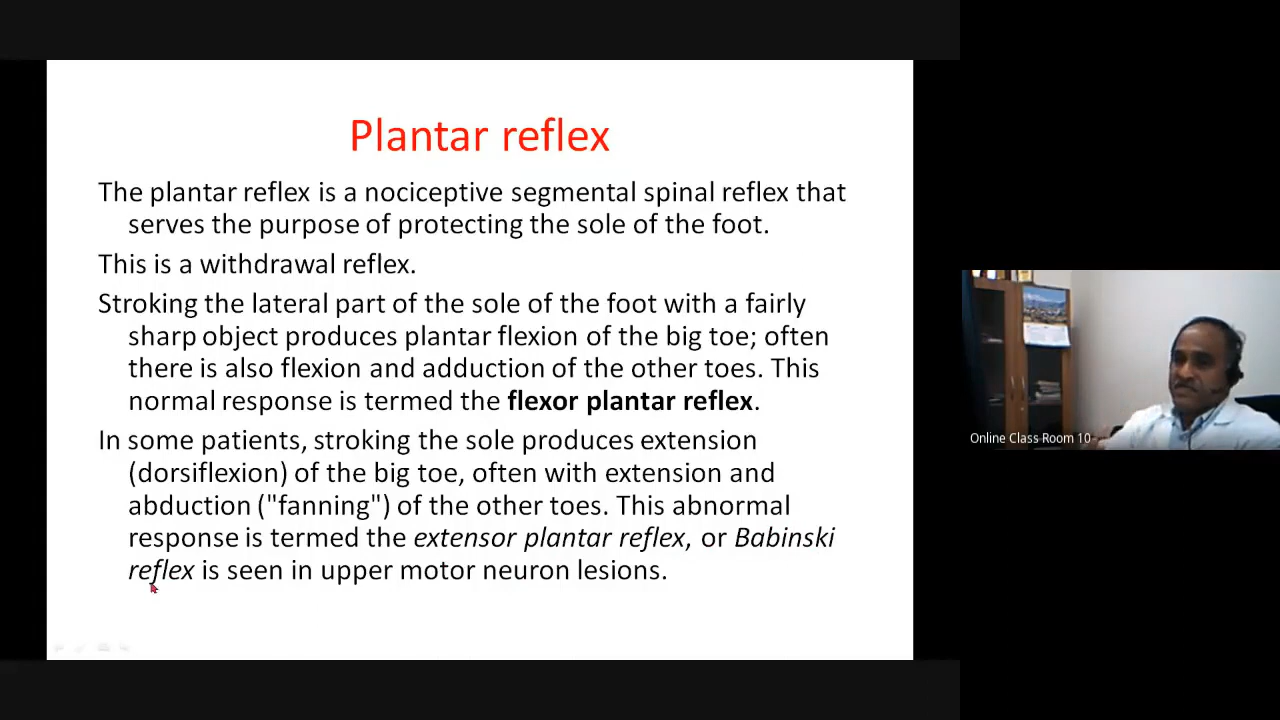 Plantar reflex
The plantar reflex is a nociceptive segmental spinal reflex that
serves the purpose of protecting the sole of the foot.
This is a withdrawal reflex.
Stroking the lateral part of the sole of the foot with a fairly
sharp object produces plantar flexion of the big toe; often
there is also flexion and adduction of the other toes. This
normal response is termed the flexor plantar reflex.
In some patients, stroking the sole produces extension
(dorsiflexion) of the big toe, often with extension and
abduction ("fanning") of the other toes. This abnormal
response is termed the extensor plantar reflex, or Babinski
reflex is seen in upper motor neuron lesions.
Online Class Room 10